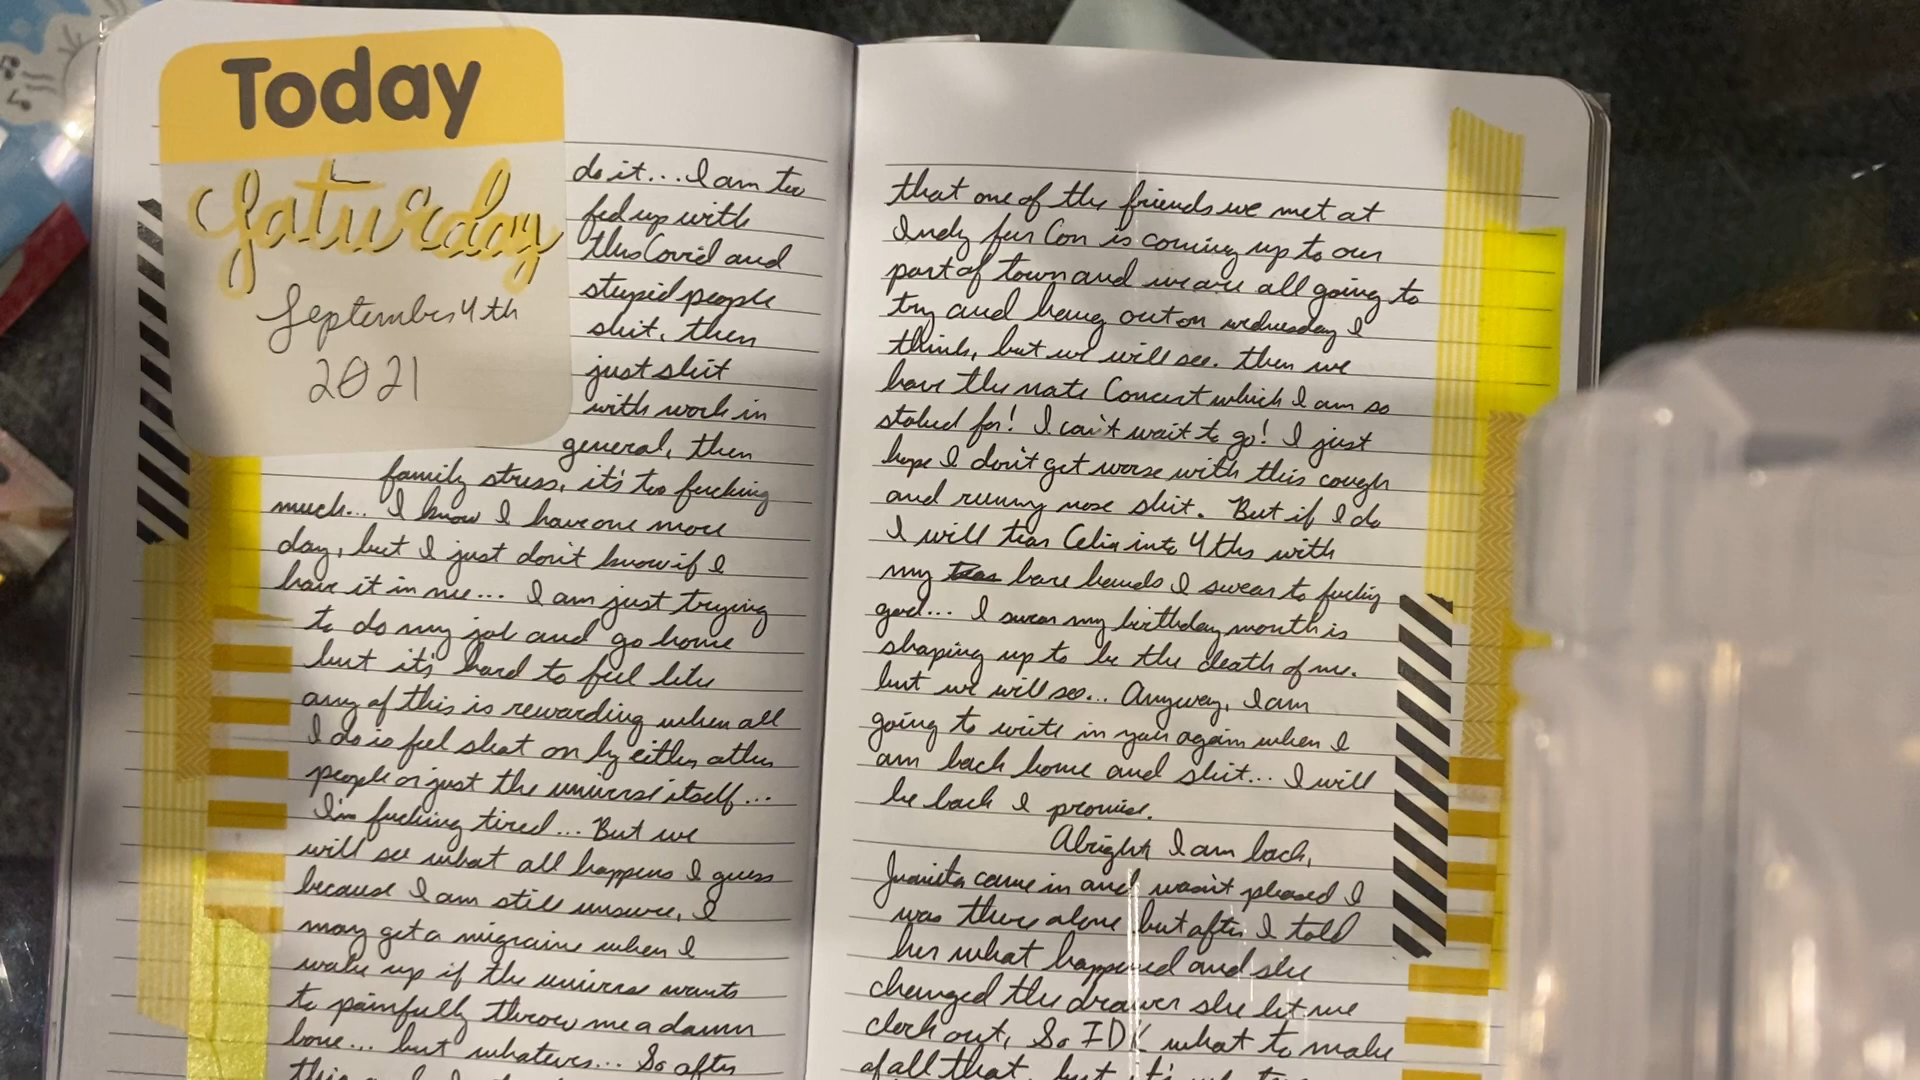 Today
Saturday
September 4th
2021
do it... I am too
fed up with
this Covid and
stupid people
shit, then
just shit
with work in
general, then
family stress, it's too fucking
much... I know I have one more
day, but I just don't know if I
have it in me... I am just trying
to do my job and go home
but it's hard to feel like
any of this is rewarding when all
I do is feel shat on by either other
people or just the universe itself...
I'm fucking tired... But we
will see what all happens I guess
because I am still unsure, I
may get a migraine when I
wake up if the universe wants
to painfully throw me a damn
bone... but whatever... So after
that one of the friends we met at
Indy fur Con is coming up to our
part of town and we are all going to
try and hang out on wednesday I
think, but we will see. then we
have the nate Concert which I am so
stoked for! I can't wait to go! I just
hope I don't get worse with this cough
and runny nose shit. But if I do
I will tear Celia into 4ths with
my bare hands I swear to fucking
god... I swear my birthday month is
shaping up to be the death of me.
but we will see... Anyway, I am
going to write in you again when I
am back home and shit... I will
be back I promise.
Alright I am back,
Juanita came in and wasn't pleased I
was there alone but after I told
her what happened and she
changed the drawer she let me
clock out, So IDK what to make
of all that, but it's